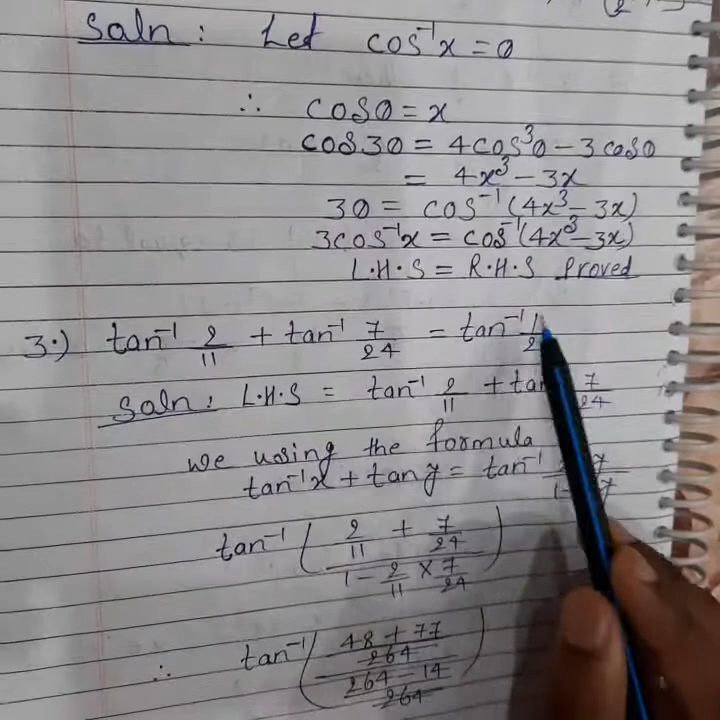 Soln : Let cos⁻¹x = θ
∴ cosθ = x
cos3θ = 4cos³θ - 3cosθ
= 4x³ - 3x
3θ = cos⁻¹(4x³ - 3x)
3cos⁻¹x = cos⁻¹(4x³ - 3x)
L.H.S = R.H.S Proved
3.) tan⁻¹ 2/11 + tan⁻¹ 7/24 = tan⁻¹ 1/2
Soln : L.H.S = tan⁻¹ 2/11 + tan 7/24
we using the formula
tan⁻¹x + tan y = tan⁻¹
tan⁻¹ ( (2/11 + 7/24) / (1 - 2/11 × 7/24) )
∴ tan⁻¹ ( ((48 + 77)/264) / ((264 - 14)/264) )